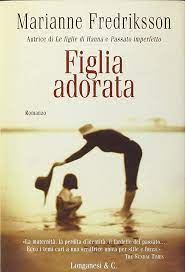 Marianne Fredriksson
Autrice di Le figlie di Hanna e Passato imperfetto
Figlia
adorata
Romanzo
«La maternità, la perdita d'identità, il fardello del passato...
Ecco i temi cari a una scrittrice unica per stile e forza.»
THE SUNDAY TIMES
Longanesi & C.